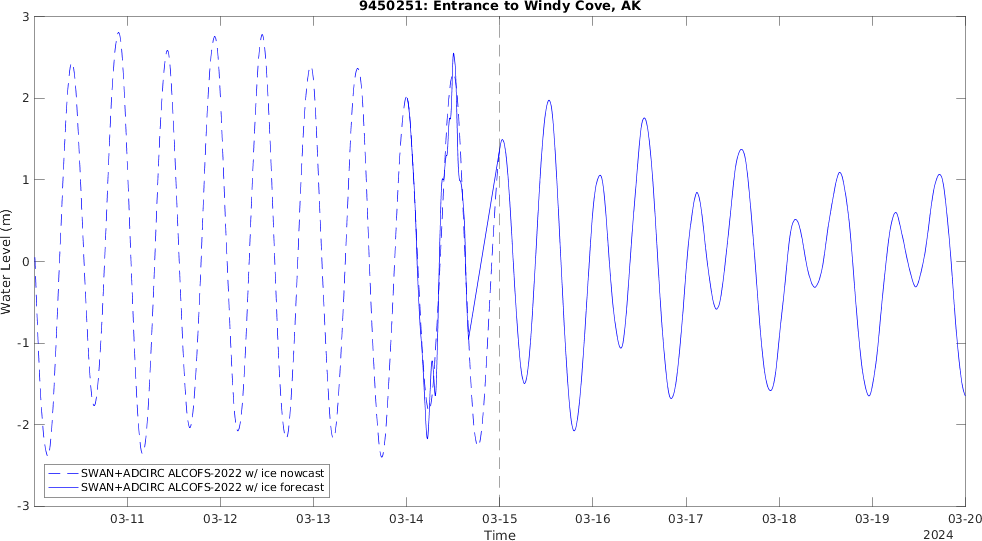 9450251: Entrance to Windy Cove, AK
Water Level (m)
3
2
1
0
-1
-2
-3
SWAN+ADCIRC ALCOFS-2022 w/ ice nowcast
SWAN+ADCIRC ALCOFS-2022 w/ ice forecast
03-11 03-12 03-13 03-14 03-15 03-16 03-17 03-18 03-19 03-20
Time
2024